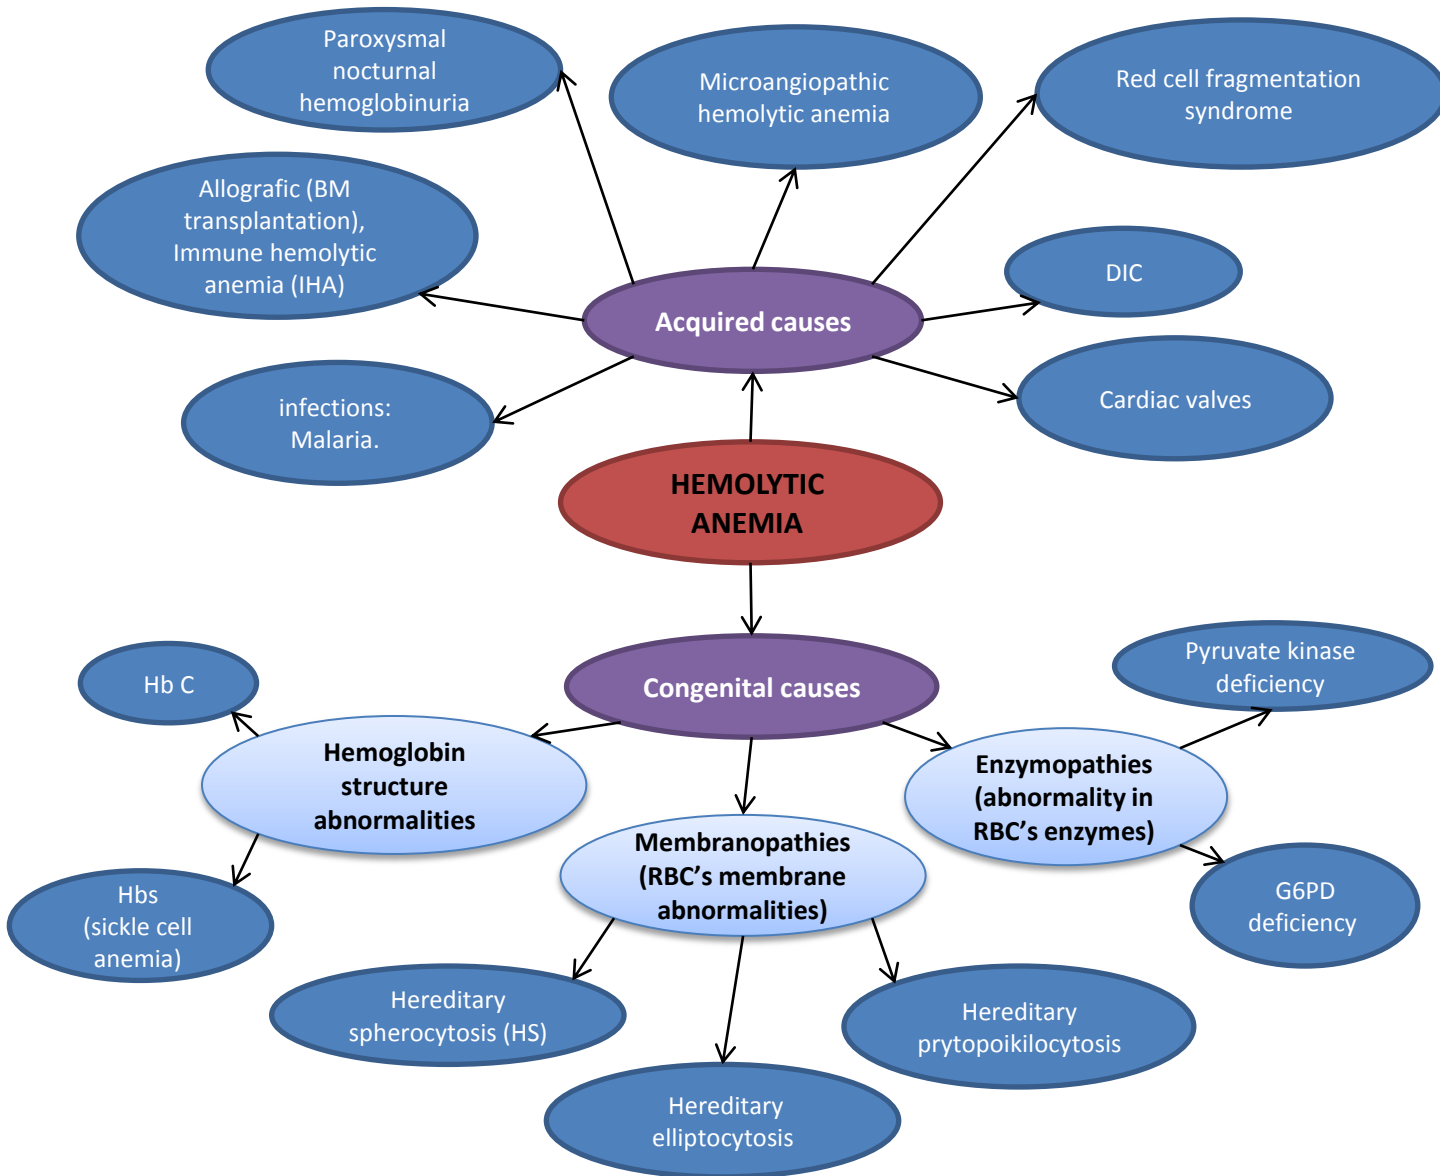 Paroxysmal
nocturnal
hemoglobinuria
Microangiopathic
hemolytic anemia
Red cell fragmentation
syndrome
Allografic (BM
transplantation),
Immune hemolytic
anemia (IHA)
DIC
Acquired causes
infections:
Malaria.
Cardiac valves
HEMOLYTIC
ANEMIA
Congenital causes
Hb C
Pyruvate kinase
deficiency
Hemoglobin
structure
abnormalities
Enzymopathies
(abnormality in
RBC’s enzymes)
Membranopathies
(RBC’s membrane
abnormalities)
Hbs
(sickle cell
anemia)
G6PD
deficiency
Hereditary
spherocytosis (HS)
Hereditary
prytopoikilocytosis
Hereditary
elliptocytosis